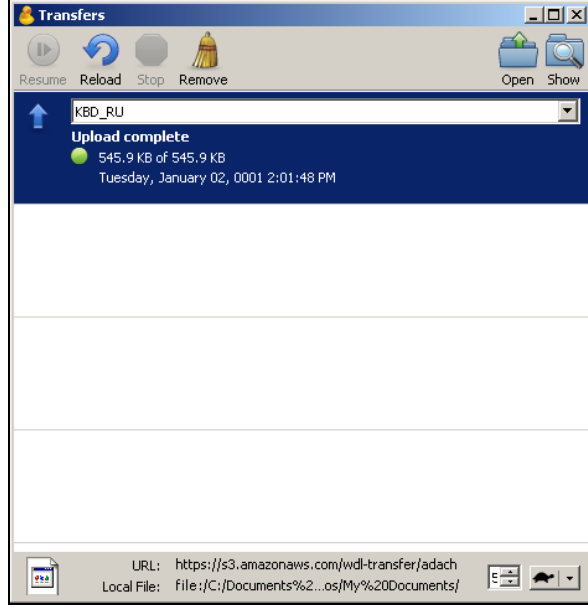 Transfers
Resume Reload Stop Remove Open Show
KBD_RU
Upload complete
545.9 KB of 545.9 KB
Tuesday, January 02, 0001 2:01:48 PM
URL: https://s3.amazonaws.com/wdl-transfer/adach
Local File: file:/C:/Documents%2...os/My%20Documents/